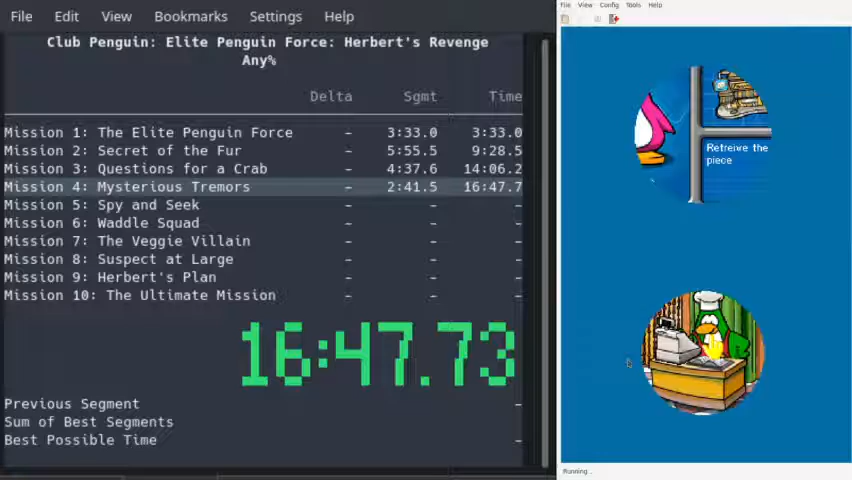 File Edit View Bookmarks Settings Help
Club Penguin: Elite Penguin Force: Herbert's Revenge
Any%
Delta Sgmt Time
Mission 1: The Elite Penguin Force – 3:33.0 3:33.0
Mission 2: Secret of the Fur – 5:55.5 9:28.5
Mission 3: Questions for a Crab – 4:37.6 14:06.2
Mission 4: Mysterious Tremors – 2:41.5 16:47.7
Mission 5: Spy and Seek – – –
Mission 6: Waddle Squad – – –
Mission 7: The Veggie Villain – – –
Mission 8: Suspect at Large – – –
Mission 9: Herbert's Plan – – –
Mission 10: The Ultimate Mission – – –
16:47.73
Previous Segment –
Sum of Best Segments –
Best Possible Time –
File View Config Tools Help
Retreive the
piece
Running...